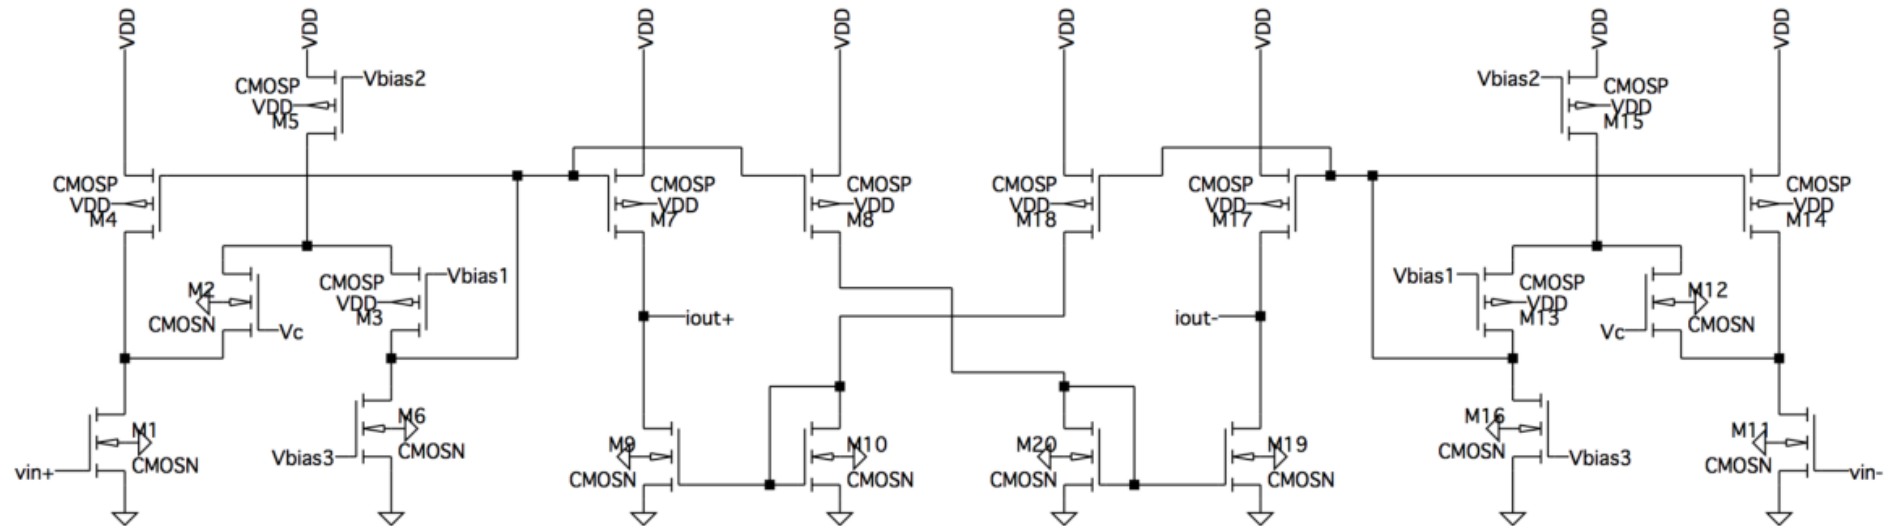 VDD
VDD
VDD
VDD
VDD
VDD
VDD
VDD
CMOSP
VDD
M5
Vbias2
Vbias2
CMOSP
VDD
M15
CMOSP
VDD
M4
CMOSP
VDD
M7
CMOSP
VDD
M8
CMOSP
VDD
M18
CMOSP
VDD
M17
CMOSP
VDD
M14
M2
CMOSN
Vc
CMOSP
VDD
M3
Vbias1
iout+
iout-
Vbias1
CMOSP
VDD
M13
M12
CMOSN
Vc
M1
CMOSN
vin+
M6
CMOSN
Vbias3
M9
CMOSN
M10
CMOSN
M20
CMOSN
M19
CMOSN
M16
CMOSN
Vbias3
M11
CMOSN
vin-